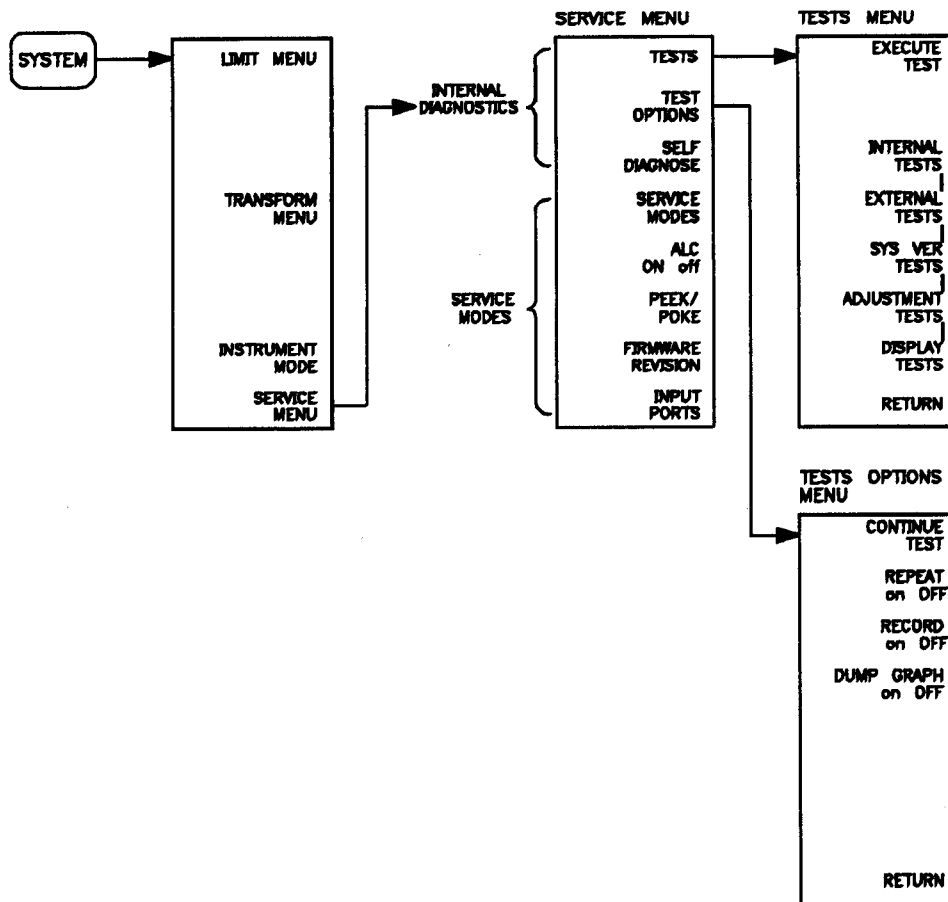 SYSTEM
LIMIT MENU
TRANSFORM
MENU
INSTRUMENT
MODE
SERVICE
MENU
INTERNAL
DIAGNOSTICS
SERVICE
MODES
SERVICE MENU
TESTS
TEST
OPTIONS
SELF
DIAGNOSE
SERVICE
MODES
ALC
ON off
PEEK/
POKE
FIRMWARE
REVISION
INPUT
PORTS
TESTS MENU
EXECUTE
TEST
INTERNAL
TESTS
EXTERNAL
TESTS
SYS VER
TESTS
ADJUSTMENT
TESTS
DISPLAY
TESTS
RETURN
TESTS OPTIONS
MENU
CONTINUE
TEST
REPEAT
on OFF
RECORD
on OFF
DUMP GRAPH
on OFF
RETURN